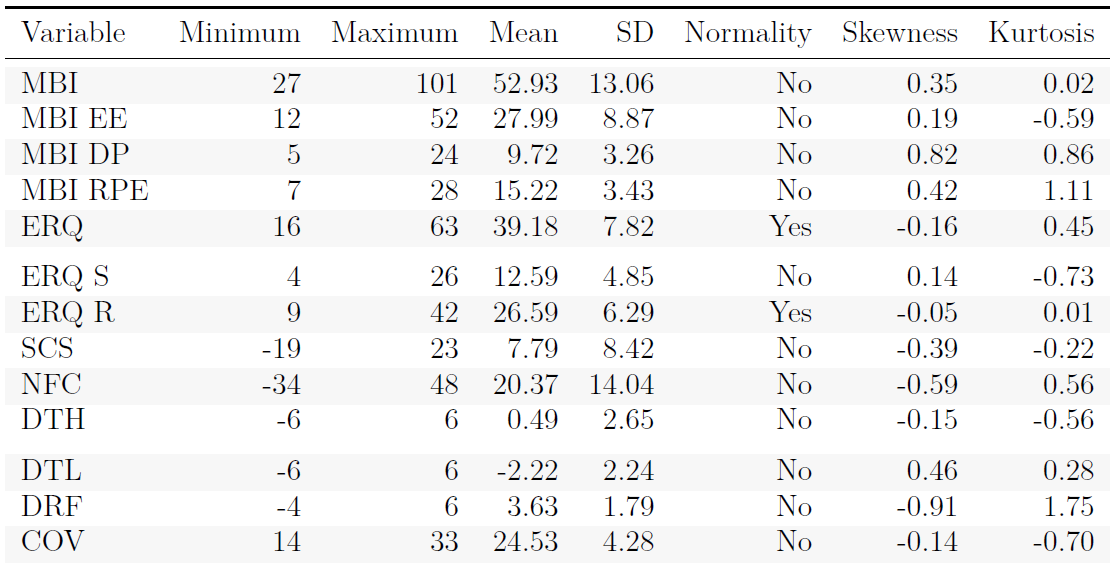 Variable Minimum Maximum Mean SD Normality Skewness Kurtosis
MBI 27 101 52.93 13.06 No 0.35 0.02
MBI EE 12 52 27.99 8.87 No 0.19 -0.59
MBI DP 5 24 9.72 3.26 No 0.82 0.86
MBI RPE 7 28 15.22 3.43 No 0.42 1.11
ERQ 16 63 39.18 7.82 Yes -0.16 0.45
ERQ S 4 26 12.59 4.85 No 0.14 -0.73
ERQ R 9 42 26.59 6.29 Yes -0.05 0.01
SCS -19 23 7.79 8.42 No -0.39 -0.22
NFC -34 48 20.37 14.04 No -0.59 0.56
DTH -6 6 0.49 2.65 No -0.15 -0.56
DTL -6 6 -2.22 2.24 No 0.46 0.28
DRF -4 6 3.63 1.79 No -0.91 1.75
COV 14 33 24.53 4.28 No -0.14 -0.70